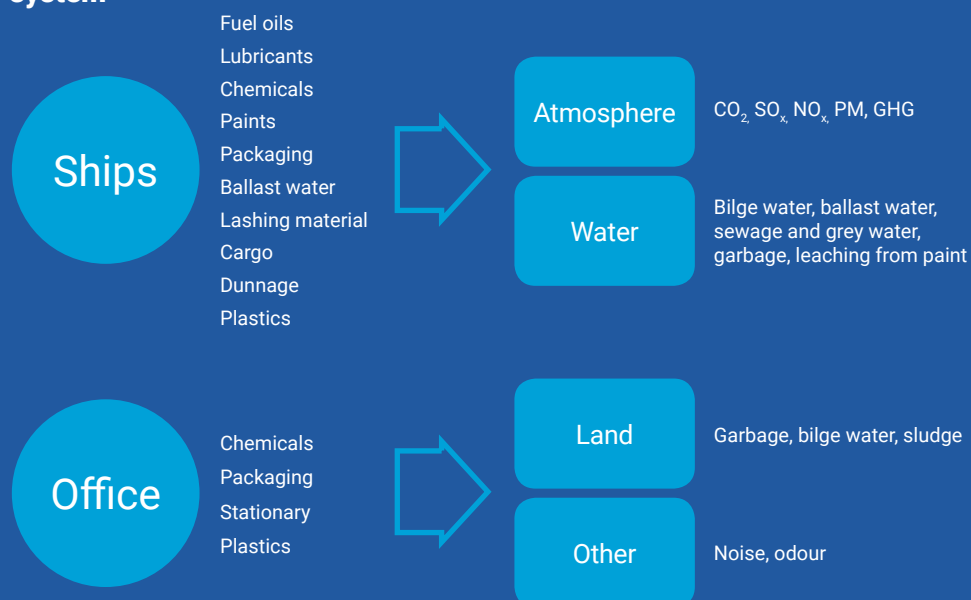 system
Ships
Fuel oils
Lubricants
Chemicals
Paints
Packaging
Ballast water
Lashing material
Cargo
Dunnage
Plastics
Atmosphere
CO2, SOx, NOx, PM, GHG
Water
Bilge water, ballast water,
sewage and grey water,
garbage, leaching from paint
Office
Chemicals
Packaging
Stationary
Plastics
Land
Garbage, bilge water, sludge
Other
Noise, odour